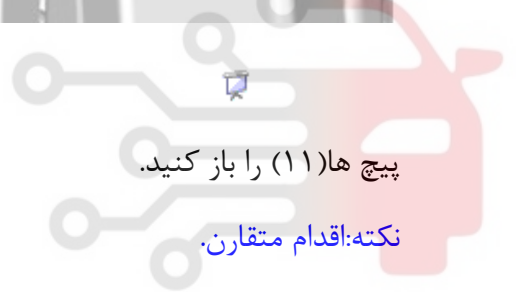 پیچ ها(۱۱) را باز کنید.
نکته:اقدام متقارن.